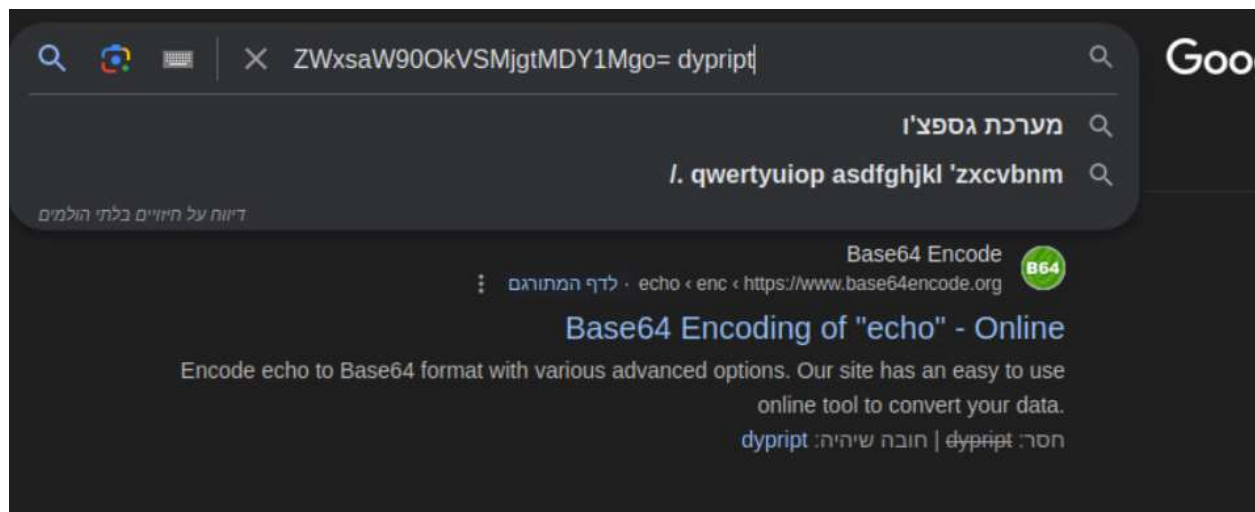 ZWxsaW90OkVSMjgtMDY1Mgo= dypript
Goo
מערכת גספצ'ו
/. qwertyuiop asdfghjkl 'zxcvbnm
דיווח על חיזויים בלתי הולמים
Base64 Encode
B64
https://www.base64encode.org › enc › echo · לדף המתורגם
Base64 Encoding of "echo" - Online
Encode echo to Base64 format with various advanced options. Our site has an easy to use
online tool to convert your data.
חסר: dypript | חובה שיהיה: dypript